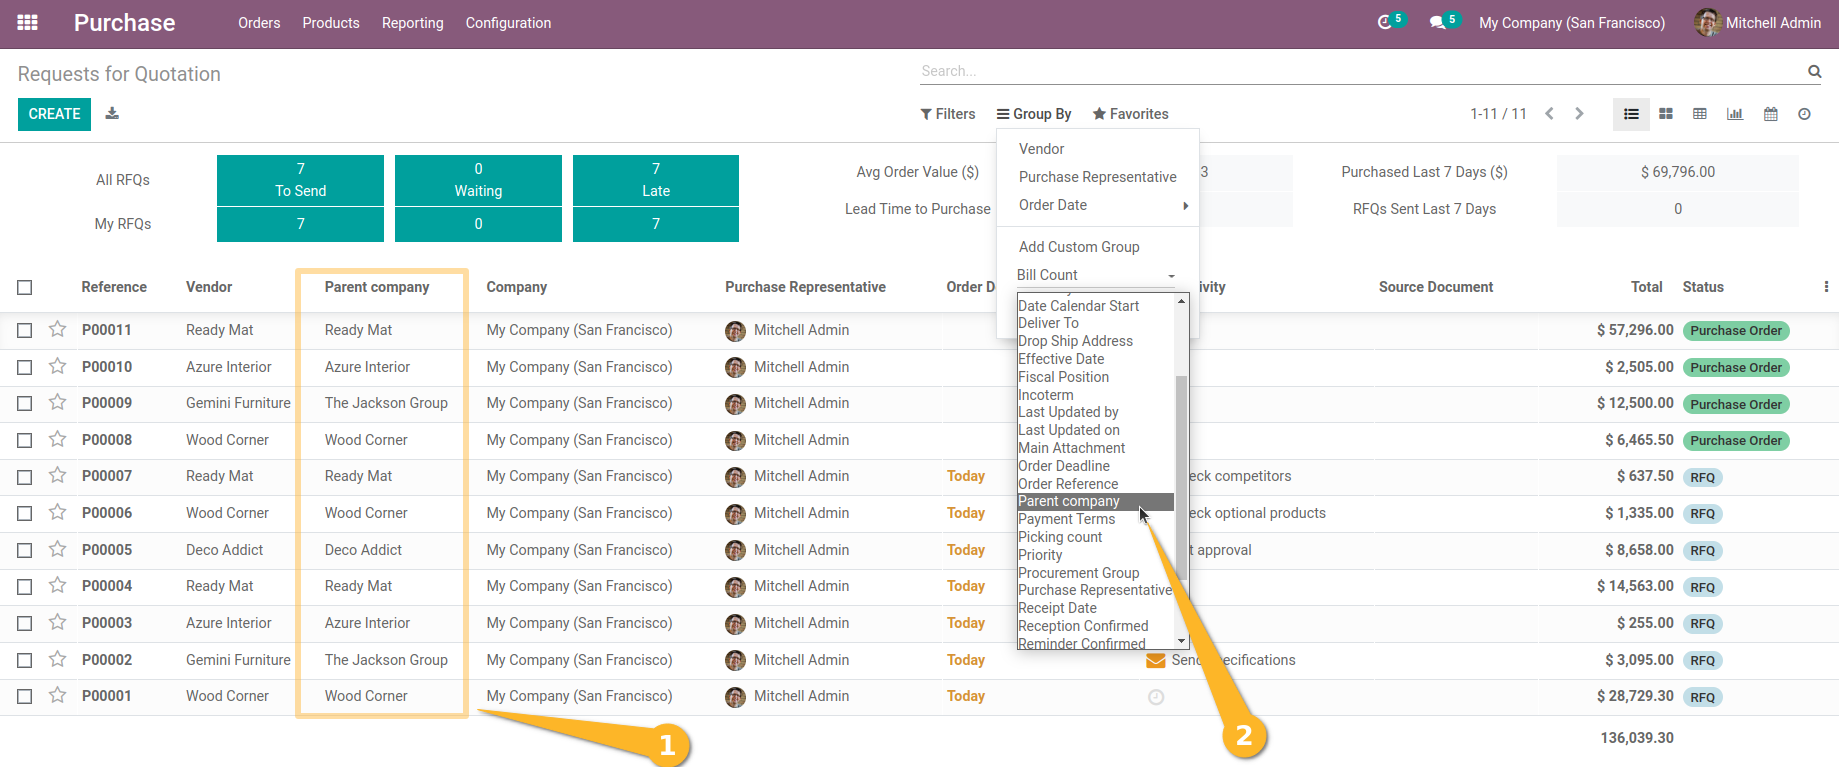 Purchase Orders Products Reporting Configuration 5 5 My Company (San Francisco) Mitchell Admin
Requests for Quotation Search...
CREATE Filters Group By Favorites 1-11 / 11
Vendor
Purchase Representative
Order Date
Add Custom Group
Bill Count
All RFQs 7 To Send 0 Waiting 7 Late Avg Order Value ($) 3 Purchased Last 7 Days ($) $ 69,796.00
My RFQs 7 0 7 Lead Time to Purchase RFQs Sent Last 7 Days 0
Reference Vendor Parent company Company Purchase Representative Order D ivity Source Document Total Status
P00011 Ready Mat Ready Mat My Company (San Francisco) Mitchell Admin $ 57,296.00 Purchase Order
P00010 Azure Interior Azure Interior My Company (San Francisco) Mitchell Admin $ 2,505.00 Purchase Order
P00009 Gemini Furniture The Jackson Group My Company (San Francisco) Mitchell Admin $ 12,500.00 Purchase Order
P00008 Wood Corner Wood Corner My Company (San Francisco) Mitchell Admin $ 6,465.50 Purchase Order
P00007 Ready Mat Ready Mat My Company (San Francisco) Mitchell Admin Today eck competitors $ 637.50 RFQ
P00006 Wood Corner Wood Corner My Company (San Francisco) Mitchell Admin Today eck optional products $ 1,335.00 RFQ
P00005 Deco Addict Deco Addict My Company (San Francisco) Mitchell Admin Today t approval $ 8,658.00 RFQ
P00004 Ready Mat Ready Mat My Company (San Francisco) Mitchell Admin Today $ 14,563.00 RFQ
P00003 Azure Interior Azure Interior My Company (San Francisco) Mitchell Admin Today $ 255.00 RFQ
P00002 Gemini Furniture The Jackson Group My Company (San Francisco) Mitchell Admin Today Send ecifications $ 3,095.00 RFQ
P00001 Wood Corner Wood Corner My Company (San Francisco) Mitchell Admin Today $ 28,729.30 RFQ
136,039.30
Date Calendar Start
Deliver To
Drop Ship Address
Effective Date
Fiscal Position
Incoterm
Last Updated by
Last Updated on
Main Attachment
Order Deadline
Order Reference
Parent company
Payment Terms
Picking count
Priority
Procurement Group
Purchase Representative
Receipt Date
Reception Confirmed
Reminder Confirmed
1
2